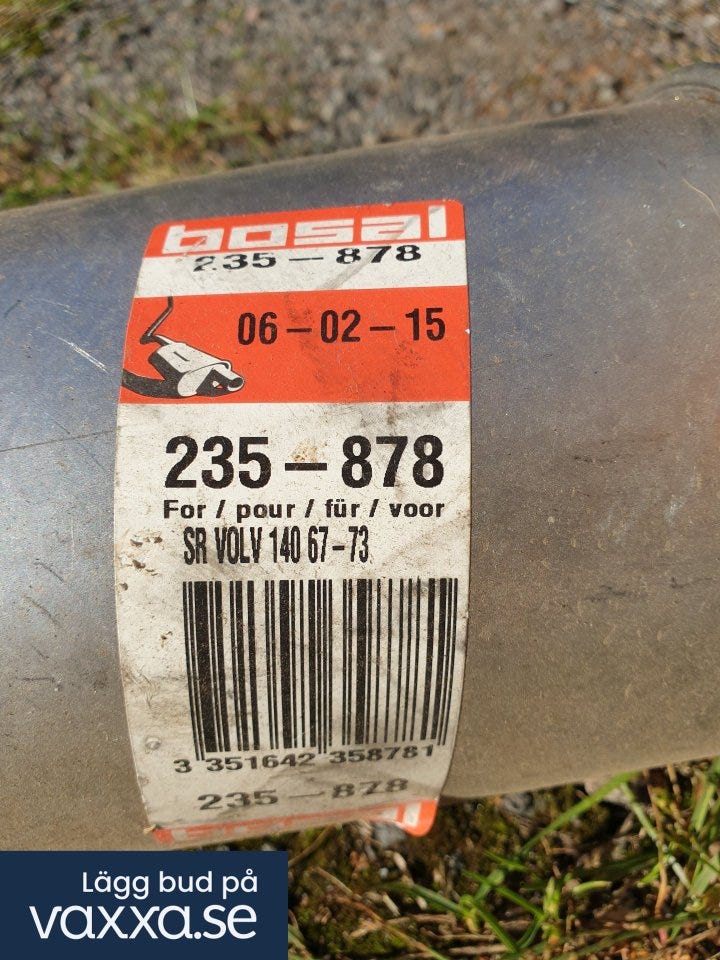 bosal
235-878
06-02-15
235-878
For / pour / für / voor
SR VOLV 140 67-73
3 351642 358781
235-878
Lägg bud på
vaxxa.se